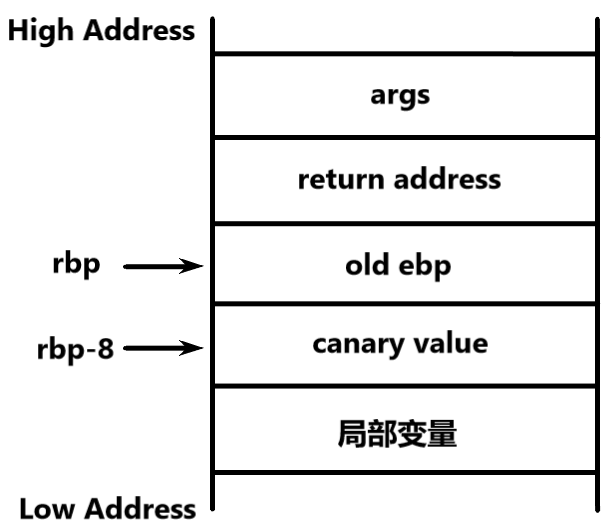 High Address
args
return address
rbp
old ebp
rbp-8
canary value
局部变量
Low Address